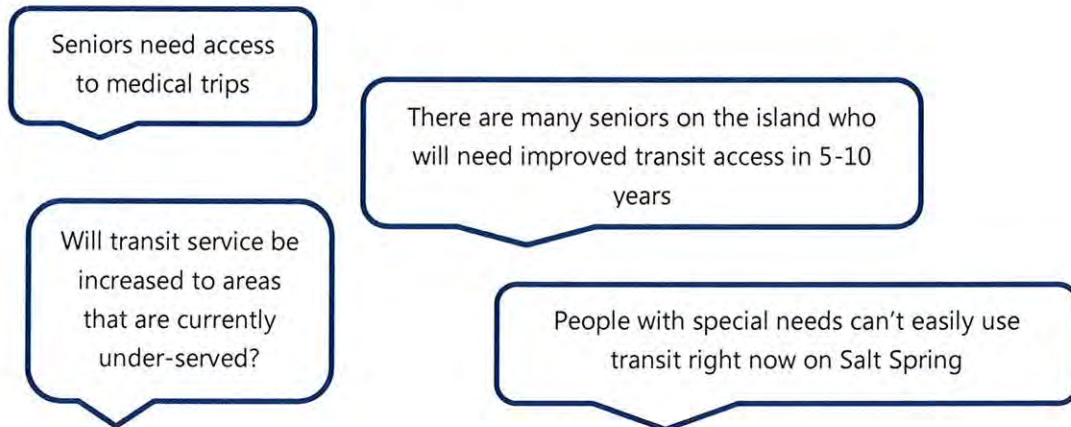 Seniors need access
to medical trips
There are many seniors on the island who
will need improved transit access in 5-10
years
Will transit service be
increased to areas
that are currently
under-served?
People with special needs can’t easily use
transit right now on Salt Spring